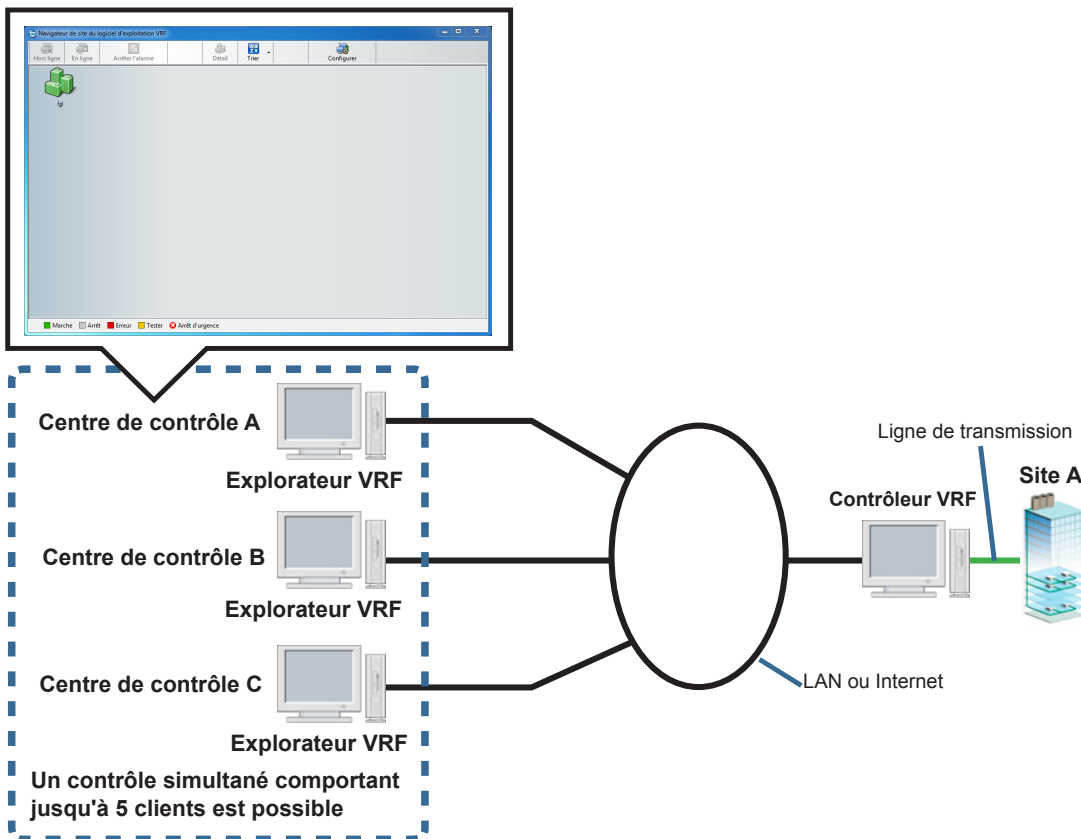 Navigateur de site du logiciel d'exploitation VRF
Hors ligne En ligne Arrêter l'alarme Détail Trier Configurer
Marche Arrêt Erreur Tester Arrêt d'urgence
Centre de contrôle A
Explorateur VRF
Centre de contrôle B
Explorateur VRF
Centre de contrôle C
Explorateur VRF
Un contrôle simultané comportant
jusqu'à 5 clients est possible
Ligne de transmission
Site A
Contrôleur VRF
LAN ou Internet